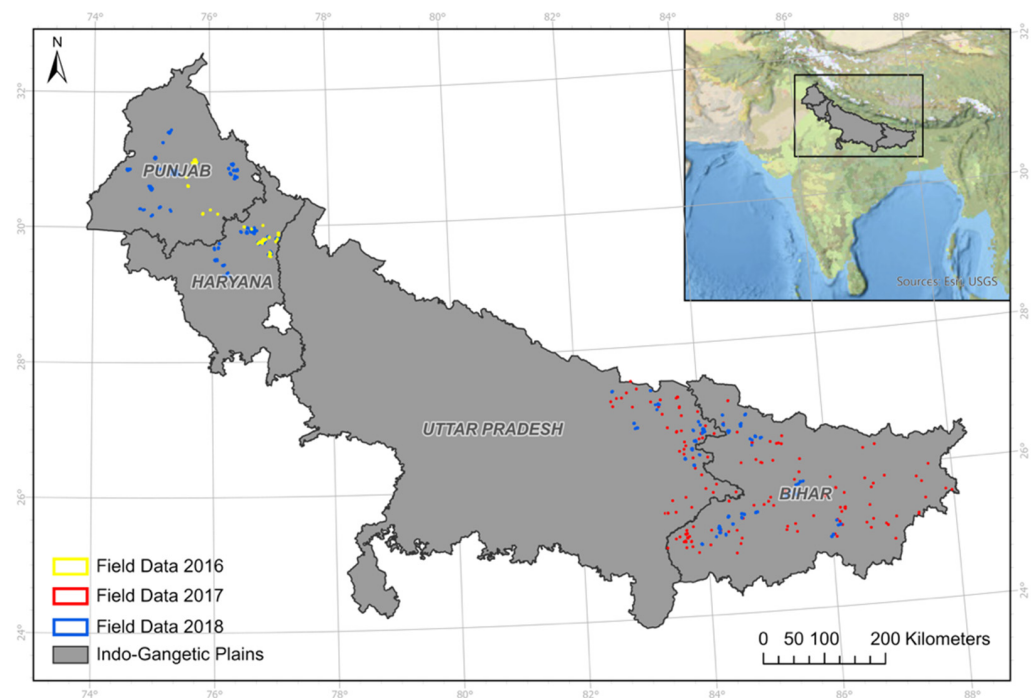 74° 76° 78° 80° 82° 84° 86° 88°
N
32°
32°
30°
30°
28°
28°
26°
26°
24°
24°
PUNJAB
HARYANA
UTTAR PRADESH
BIHAR
Sources: Esri, USGS
Field Data 2016
Field Data 2017
Field Data 2018
Indo-Gangetic Plains
0 50 100 200 Kilometers
74° 76° 78° 80° 82° 84° 86° 88°